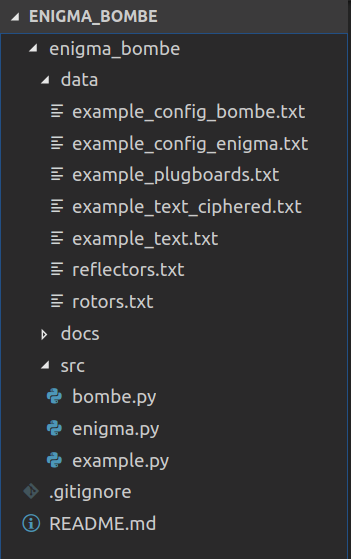 ENIGMA_BOMBE
enigma_bombe
data
example_config_bombe.txt
example_config_enigma.txt
example_plugboards.txt
example_text_ciphered.txt
example_text.txt
reflectors.txt
rotors.txt
docs
src
bombe.py
enigma.py
example.py
.gitignore
README.md